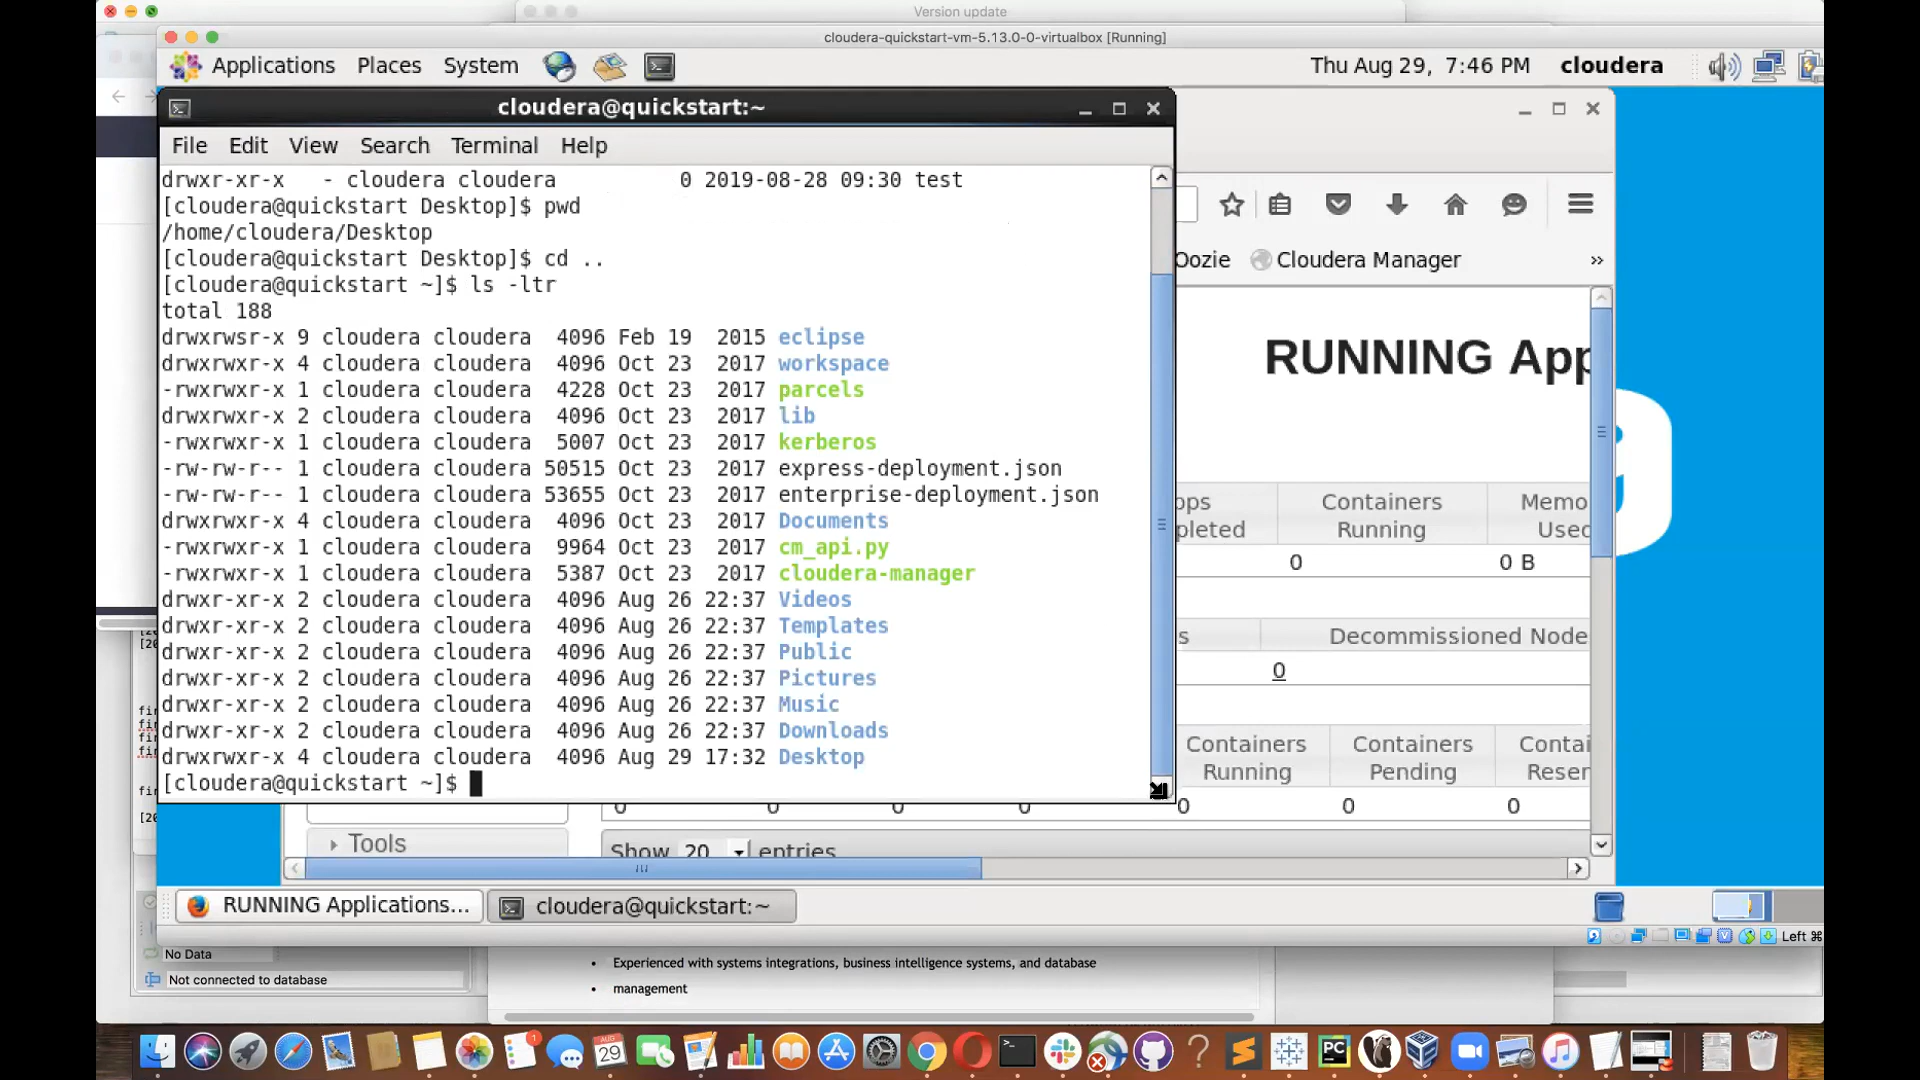 Version update
cloudera-quickstart-vm-5.13.0-0-virtualbox [Running]
Applications Places System
Thu Aug 29, 7:46 PM cloudera
cloudera@quickstart:~
File Edit View Search Terminal Help
drwxr-xr-x - cloudera cloudera 0 2019-08-28 09:30 test
[cloudera@quickstart Desktop]$ pwd
/home/cloudera/Desktop
[cloudera@quickstart Desktop]$ cd ..
[cloudera@quickstart ~]$ ls -ltr
total 188
drwxrwsr-x 9 cloudera cloudera 4096 Feb 19 2015 eclipse
drwxrwxr-x 4 cloudera cloudera 4096 Oct 23 2017 workspace
-rwxrwxr-x 1 cloudera cloudera 4228 Oct 23 2017 parcels
drwxrwxr-x 2 cloudera cloudera 4096 Oct 23 2017 lib
-rwxrwxr-x 1 cloudera cloudera 5007 Oct 23 2017 kerberos
-rw-rw-r-- 1 cloudera cloudera 50515 Oct 23 2017 express-deployment.json
-rw-rw-r-- 1 cloudera cloudera 53655 Oct 23 2017 enterprise-deployment.json
drwxrwxr-x 4 cloudera cloudera 4096 Oct 23 2017 Documents
-rwxrwxr-x 1 cloudera cloudera 9964 Oct 23 2017 cm_api.py
-rwxrwxr-x 1 cloudera cloudera 5387 Oct 23 2017 cloudera-manager
drwxr-xr-x 2 cloudera cloudera 4096 Aug 26 22:37 Videos
drwxr-xr-x 2 cloudera cloudera 4096 Aug 26 22:37 Templates
drwxr-xr-x 2 cloudera cloudera 4096 Aug 26 22:37 Public
drwxr-xr-x 2 cloudera cloudera 4096 Aug 26 22:37 Pictures
drwxr-xr-x 2 cloudera cloudera 4096 Aug 26 22:37 Music
drwxr-xr-x 2 cloudera cloudera 4096 Aug 26 22:37 Downloads
drwxrwxr-x 4 cloudera cloudera 4096 Aug 29 17:32 Desktop
[cloudera@quickstart ~]$
Oozie Cloudera Manager »
RUNNING App
Containers Memo
pleted Running Used
0 0 B
Decommissioned Node
0
Containers Containers Contai
Running Pending Reser
0 0 0 0 0 0 0
Tools
Show 20 entries
RUNNING Applications...
cloudera@quickstart:~
Left ⌘
No Data
Not connected to database
• Experienced with systems integrations, business intelligence systems, and database
• management
AUG
29
1
PC